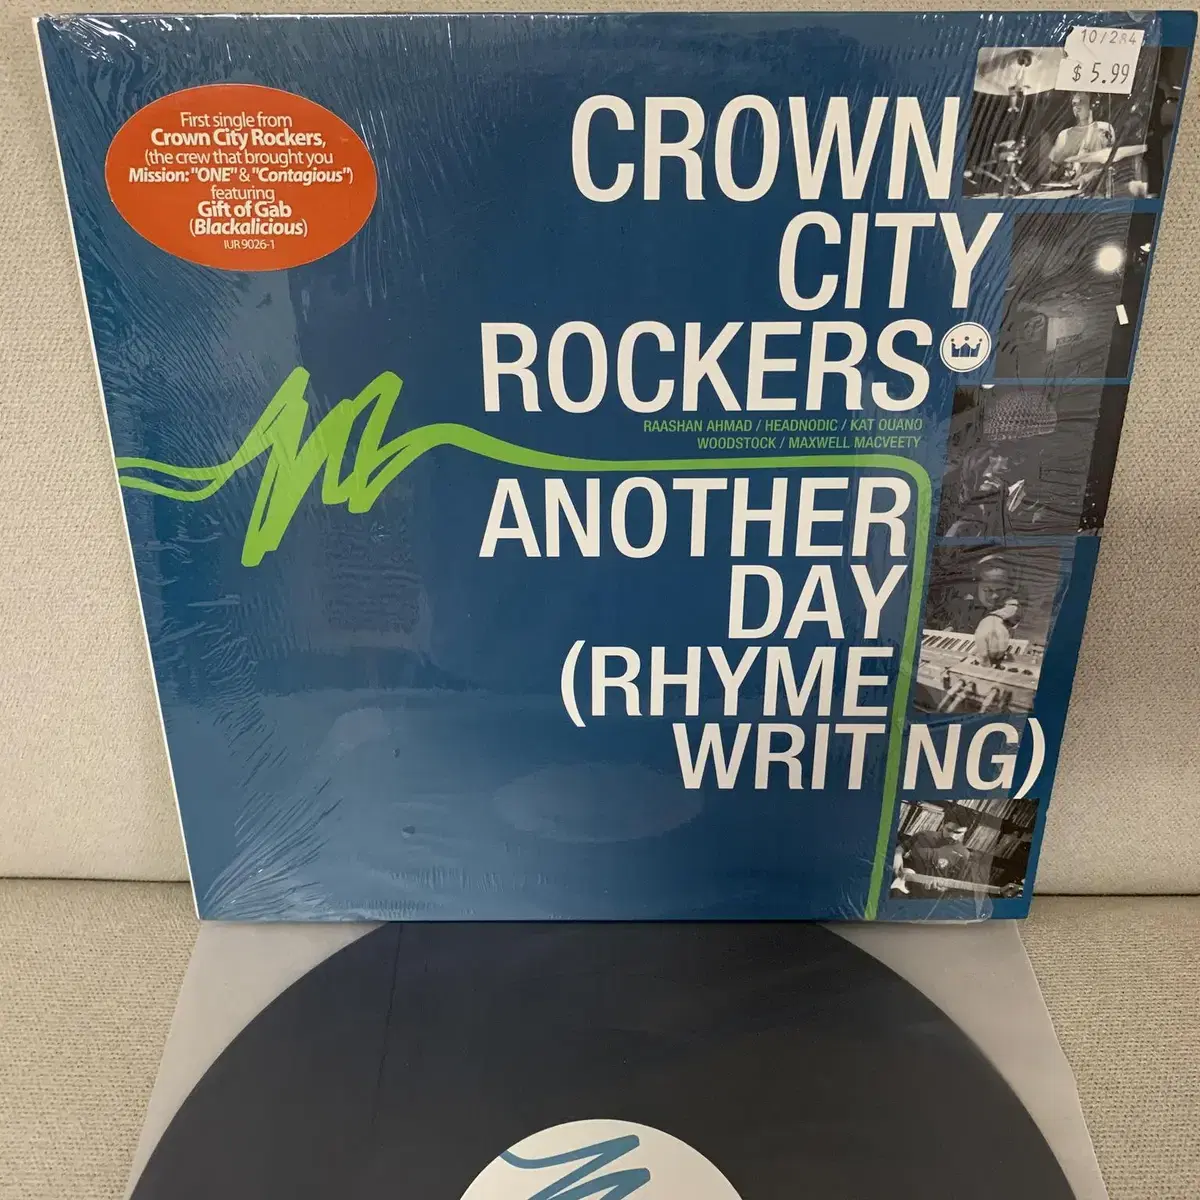 10/284
$ 5.99
First single from
Crown City Rockers,
(the crew that brought you
Mission: "ONE" & "Contagious")
featuring
Gift of Gab
(Blackalicious)
IUR 9026-1
CROWN
CITY
ROCKERS
RAASHAN AHMAD / HEADNODIC / KAT OUANO
WOODSTOCK / MAXWELL MACVEETY
ANOTHER
DAY
(RHYME
WRIT NG)